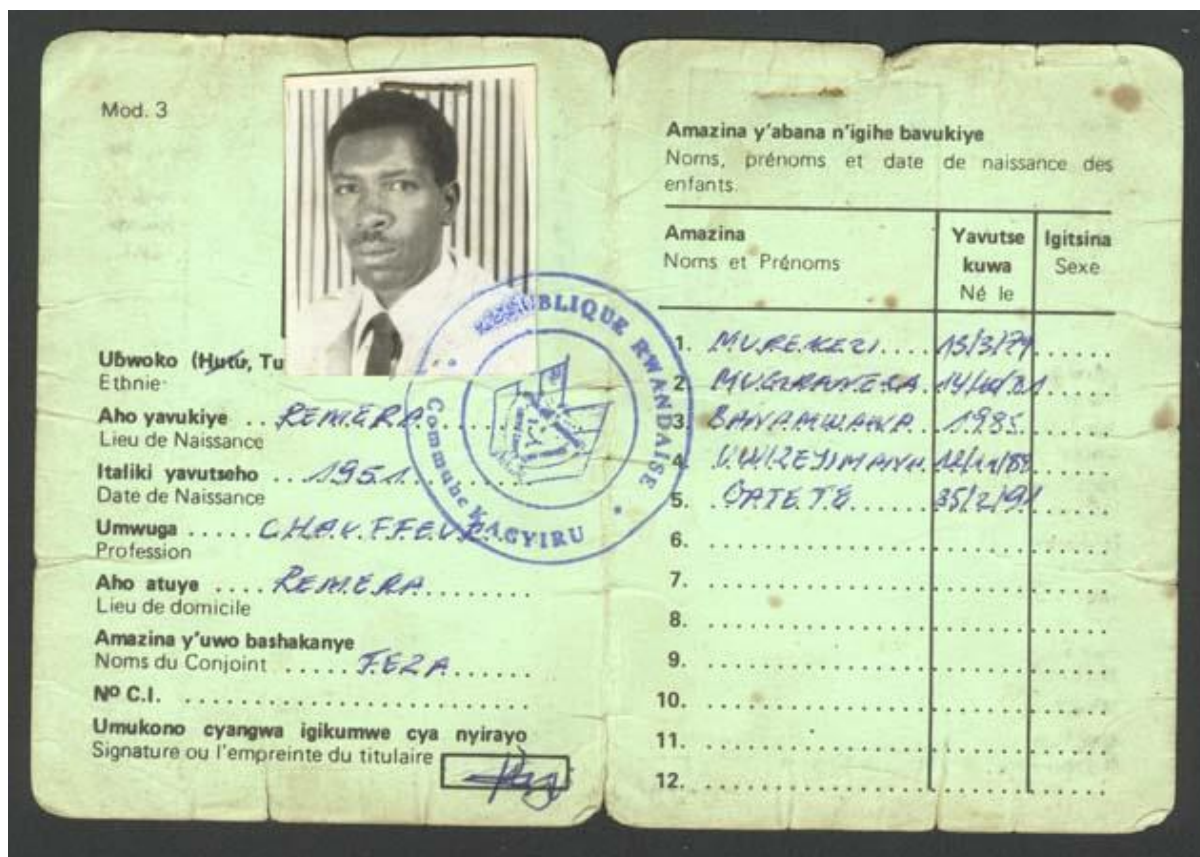 Mod. 3
Ubwoko (Hutu, Tu
Ethnie
Aho yavukiye .. REMERA
Lieu de Naissance
Italiki yavutseho .. 1951
Date de Naissance
Umwuga ..... CHAUFFEUR
Profession
Aho atuye .... REMERA
Lieu de domicile
Amazina y'uwo bashakanye
Noms du Conjoint ..... FEZA
Nº C.I.
Umukono cyangwa igikumwe cya nyirayo
Signature ou l'empreinte du titulaire
BLIQUE RWANDAISE
Commune KACYIRU
Amazina y'abana n'igihe bavukiye
Noms, prénoms et date de naissance des
enfants.
Amazina
Noms et Prénoms
Yavutse
kuwa
Né le
Igitsina
Sexe
1. MUREKEZI
2. MUGIRANEZA
3. 1985
4. UWIZEYIMANA
5.
6.
7.
8.
9.
10.
11.
12.